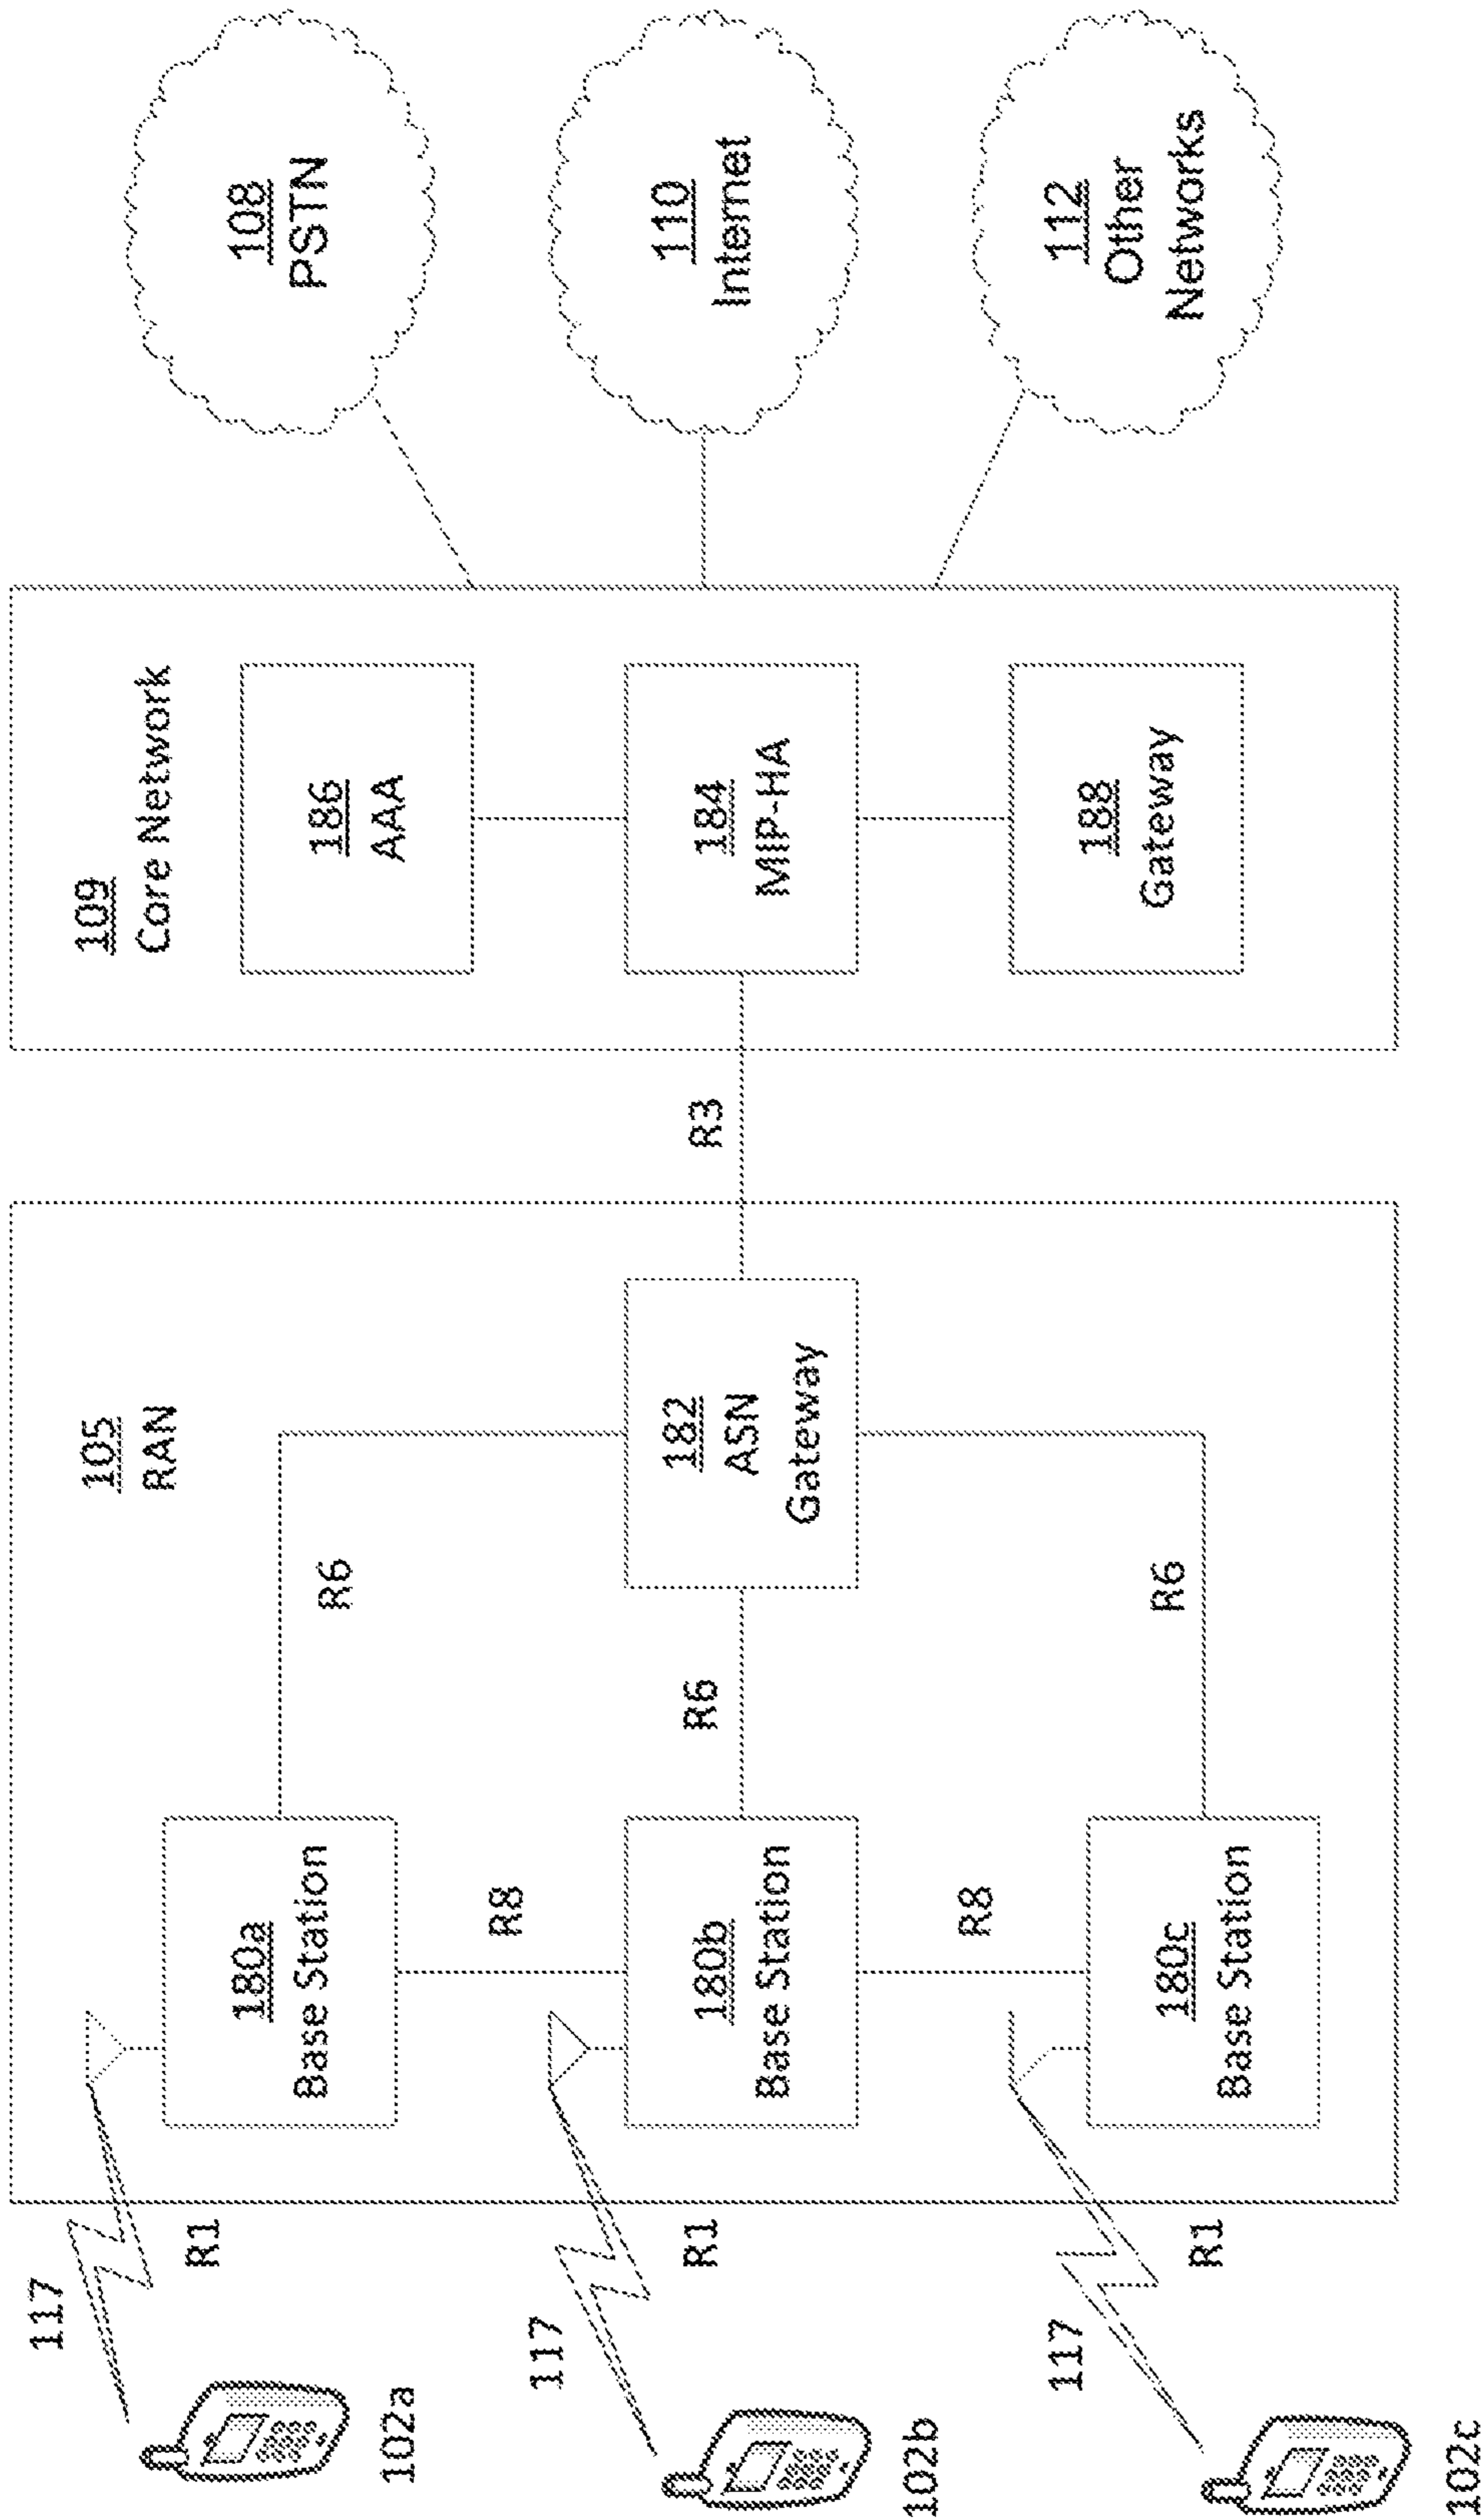 117
102a
R1
105
RAN
180a
Base Station
R6
R8
117
102b
R1
180b
Base Station
R6
182
ASN
Gateway
R8
117
102c
R1
180c
Base Station
R6
R3
109
Core Network
186
AAA
184
MIP-HA
188
Gateway
108
PSTN
110
Internet
112
Other
Networks